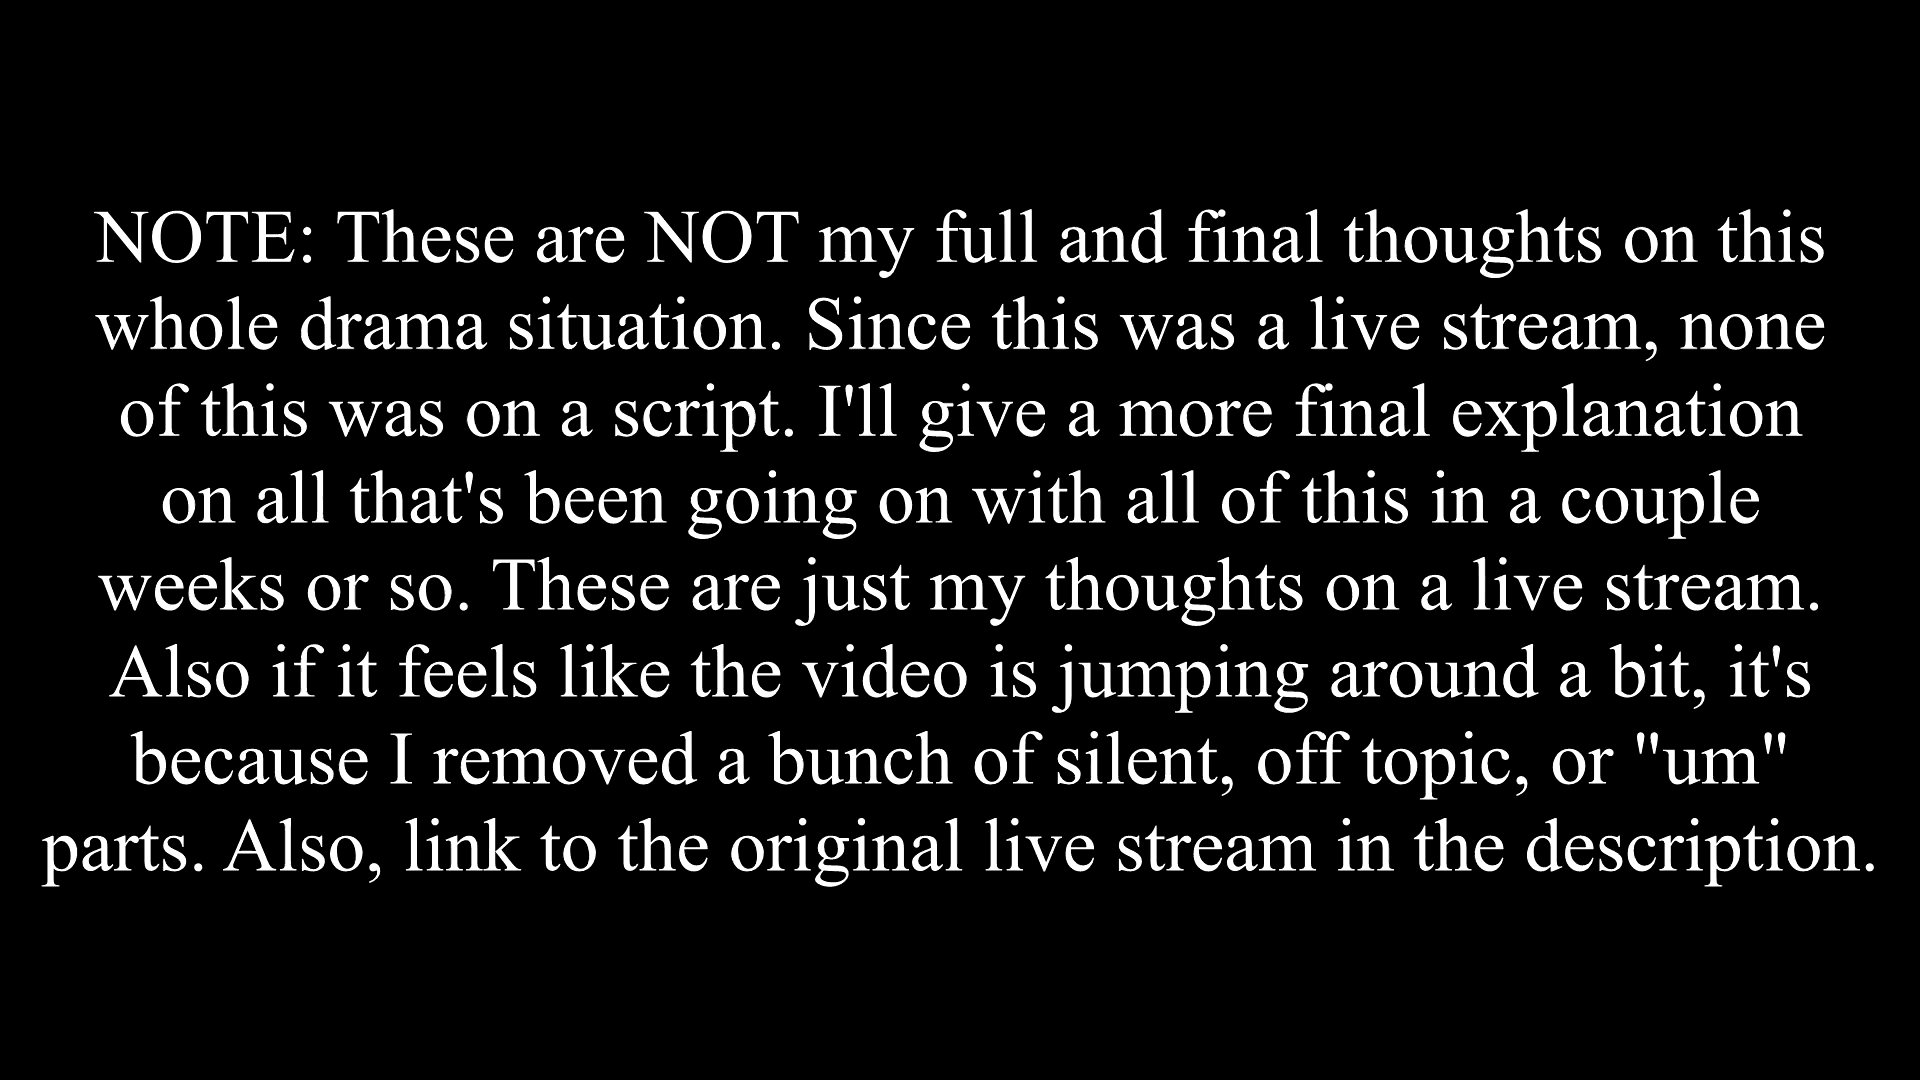 NOTE: These are NOT my full and final thoughts on this
whole drama situation. Since this was a live stream, none
of this was on a script. I'll give a more final explanation
on all that's been going on with all of this in a couple
weeks or so. These are just my thoughts on a live stream.
Also if it feels like the video is jumping around a bit, it's
because I removed a bunch of silent, off topic, or "um"
parts. Also, link to the original live stream in the description.